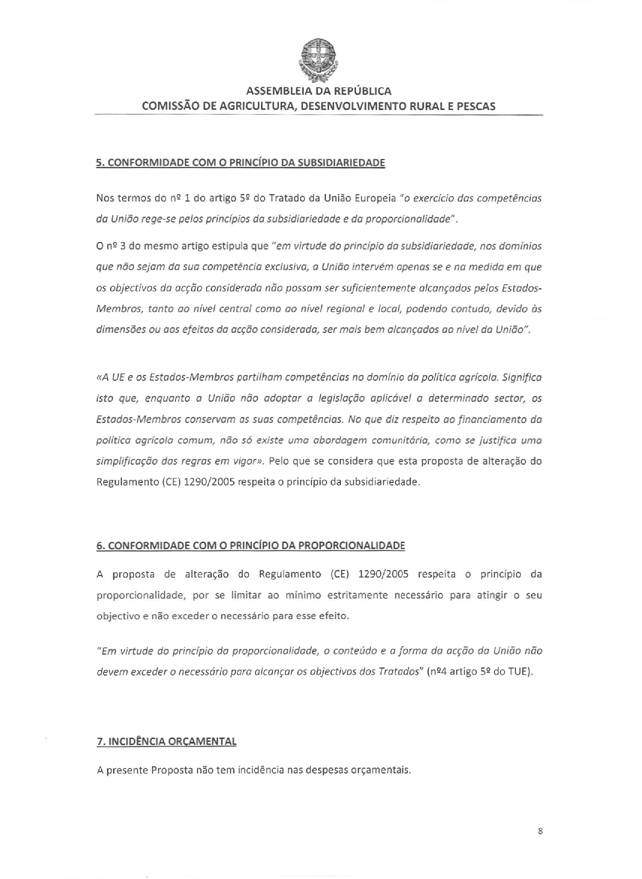 ASSEMBLEIA DA REPÚBLICA
COMISSÃO DE AGRICULTURA, DESENVOLVIMENTO RURAL E PESCAS
5. CONFORMIDADE COM O PRINCÍPIO DA SUBSIDIARIEDADE
Nos termos do nº 1 do artigo 5º do Tratado da União Europeia "o exercício das competências
da União rege-se pelos princípios da subsidiariedade e da proporcionalidade".
O nº 3 do mesmo artigo estipula que "em virtude do princípio da subsidiariedade, nos domínios
que não sejam da sua competência exclusiva, a União intervém apenas se e na medida em que
os objectivos da acção considerada não possam ser suficientemente alcançados pelos Estados-
Membros, tanto ao nível central como ao nível regional e local, podendo contudo, devido às
dimensões ou aos efeitos da acção considerada, ser mais bem alcançados ao nível da União".
«A UE e os Estados-Membros partilham competências no domínio da política agrícola. Significa
isto que, enquanto a União não adoptar a legislação aplicável a determinado sector, os
Estados-Membros conservam as suas competências. No que diz respeito ao financiamento da
política agrícola comum, não só existe uma abordagem comunitária, como se justifica uma
simplificação das regras em vigor». Pelo que se considera que esta proposta de alteração do
Regulamento (CE) 1290/2005 respeita o princípio da subsidiariedade.
6. CONFORMIDADE COM O PRINCÍPIO DA PROPORCIONALIDADE
A proposta de alteração do Regulamento (CE) 1290/2005 respeita o princípio da
proporcionalidade, por se limitar ao mínimo estritamente necessário para atingir o seu
objectivo e não exceder o necessário para esse efeito.
"Em virtude do princípio da proporcionalidade, o conteúdo e a forma da acção da União não
devem exceder o necessário para alcançar os objectivos dos Tratados" (nº4 artigo 5º do TUE).
7. INCIDÊNCIA ORÇAMENTAL
A presente Proposta não tem incidência nas despesas orçamentais.
8